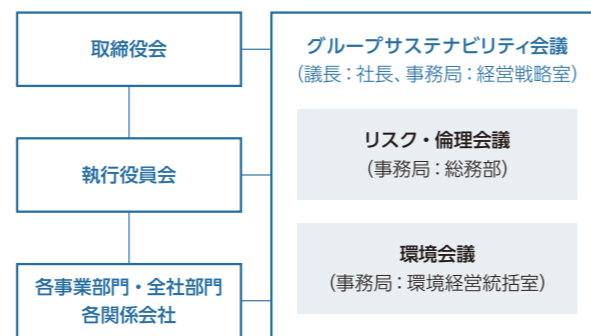 取締役会
執行役員会
各事業部門・全社部門
各関係会社
グループサステナビリティ会議
（議長：社長、事務局：経営戦略室）
リスク・倫理会議
（事務局：総務部）
環境会議
（事務局：環境経営統括室）